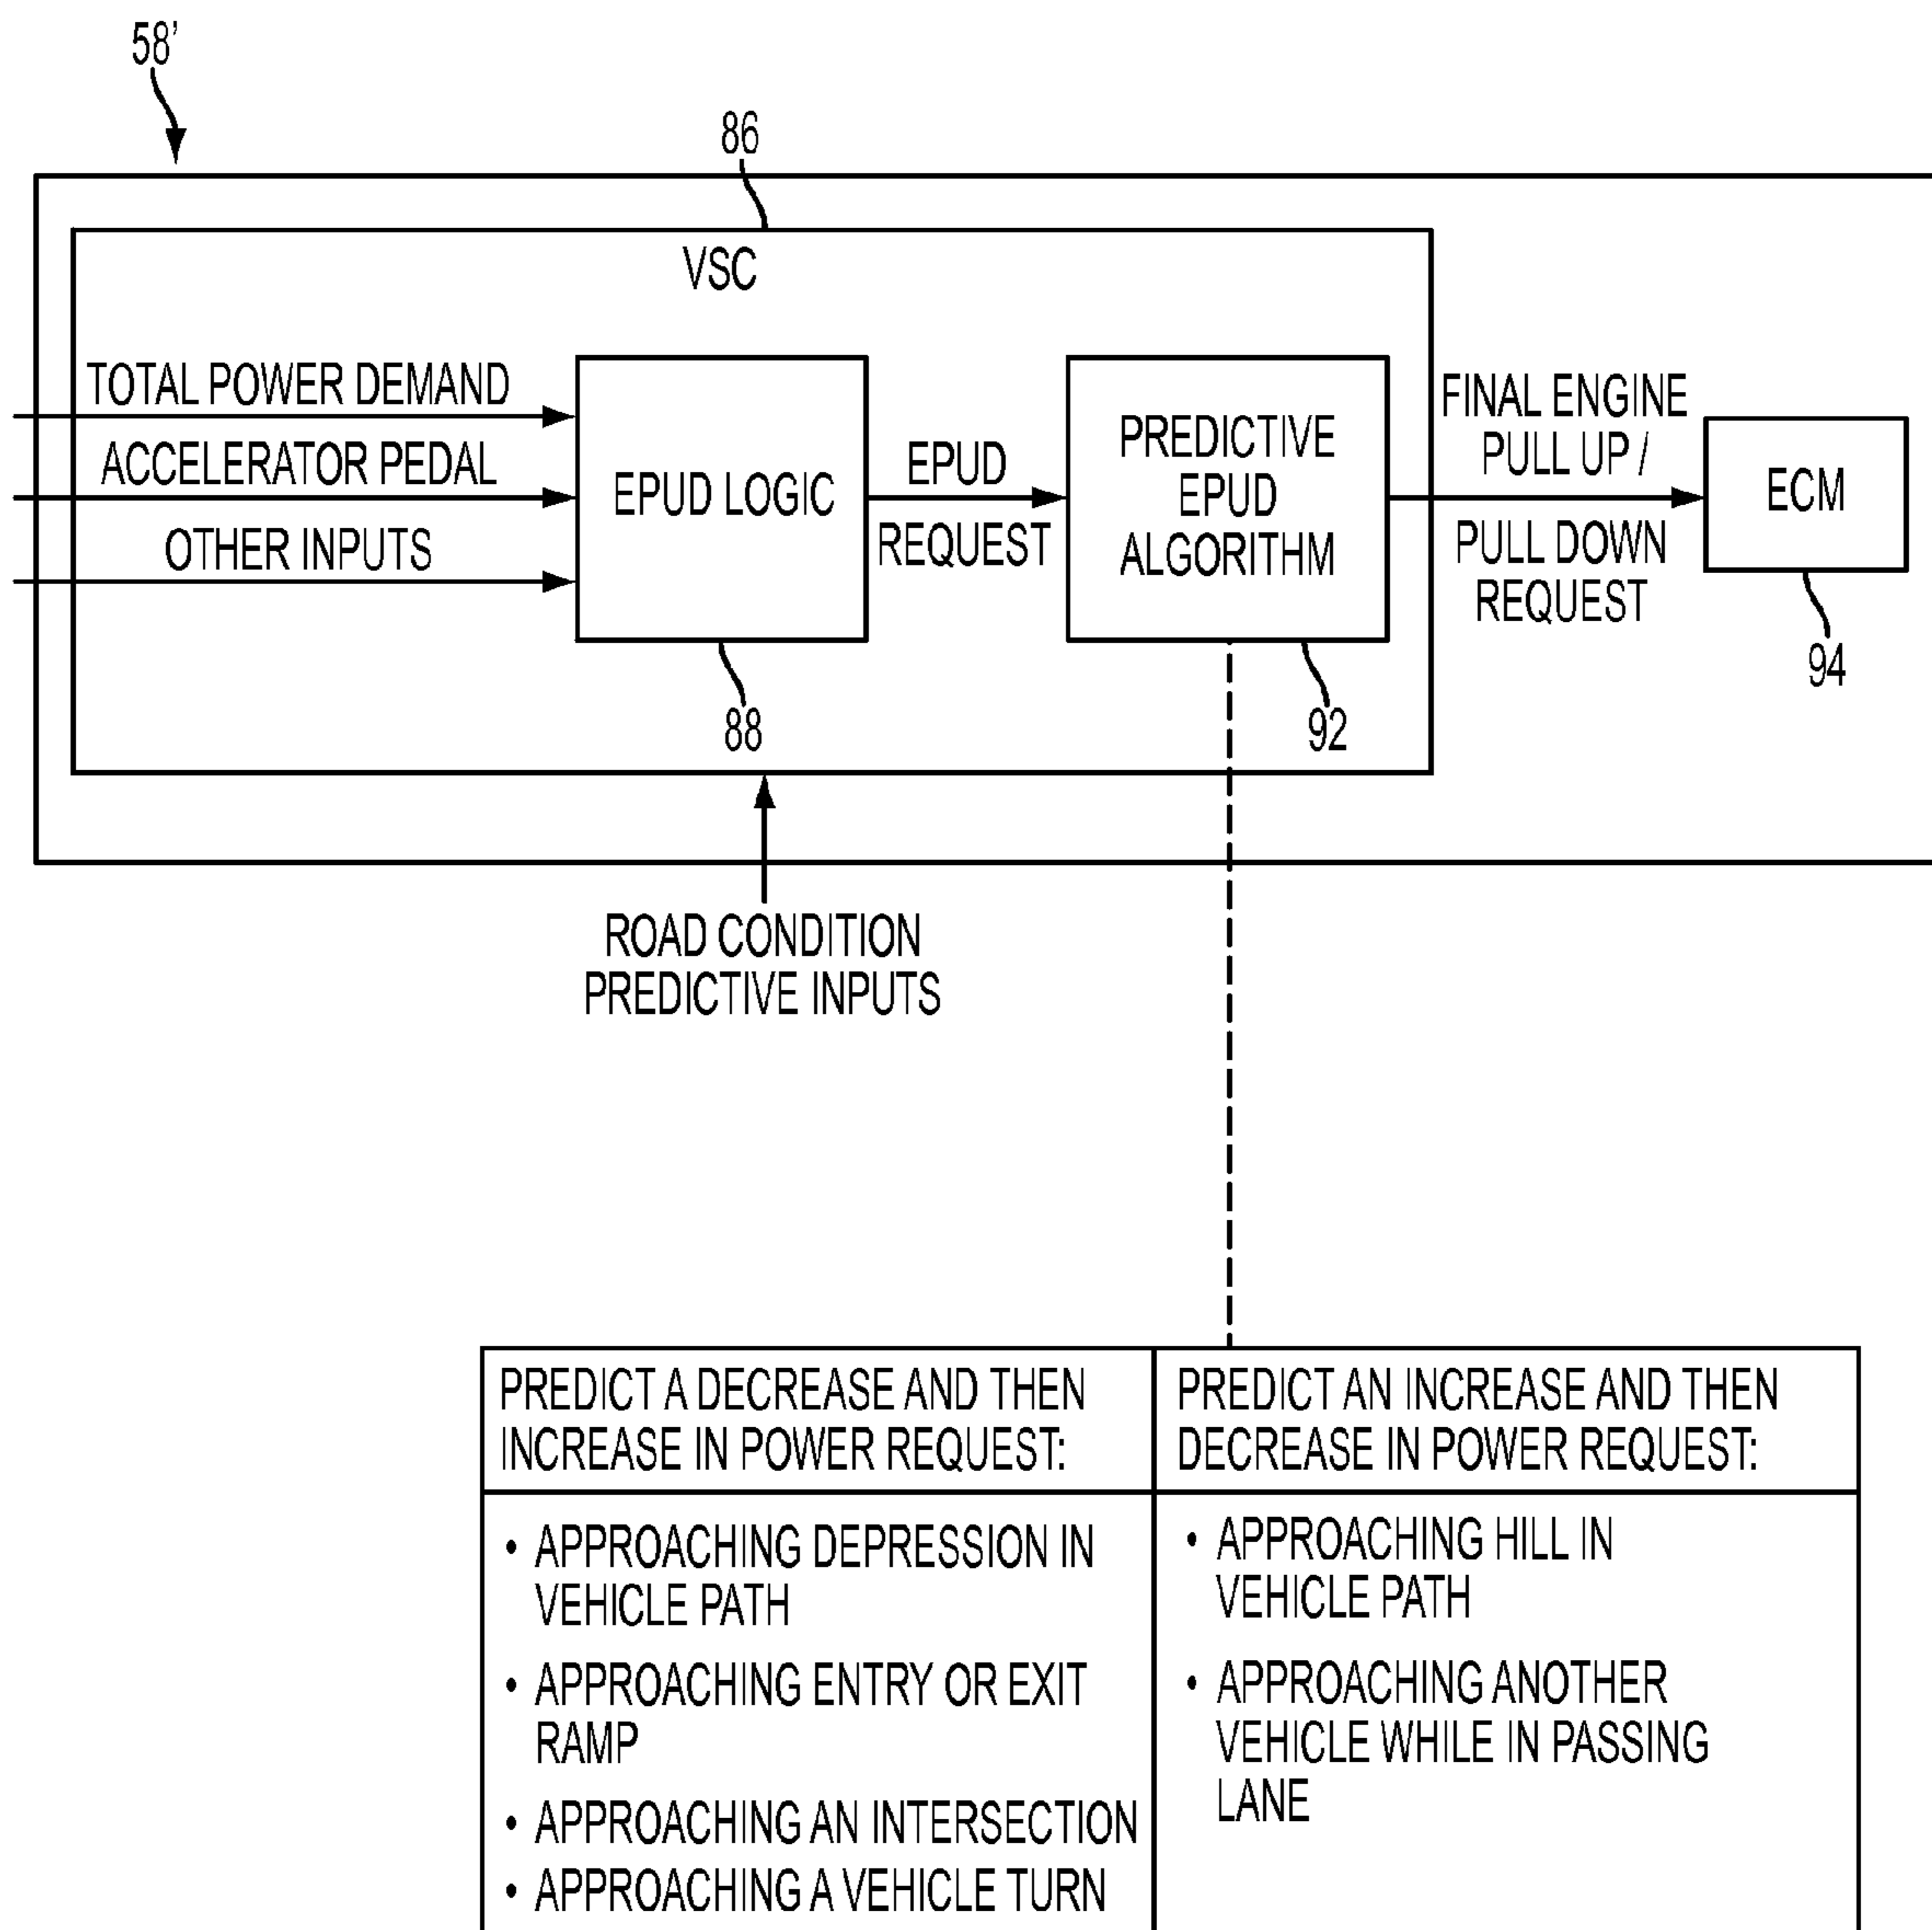 58'
86
VSC
TOTAL POWER DEMAND
ACCELERATOR PEDAL
OTHER INPUTS
EPUD LOGIC
88
EPUD
REQUEST
PREDICTIVE
EPUD
ALGORITHM
92
FINAL ENGINE
PULL UP /
PULL DOWN
REQUEST
ECM
94
ROAD CONDITION
PREDICTIVE INPUTS
PREDICT A DECREASE AND THEN
INCREASE IN POWER REQUEST:
• APPROACHING DEPRESSION IN
VEHICLE PATH
• APPROACHING ENTRY OR EXIT
RAMP
• APPROACHING AN INTERSECTION
• APPROACHING A VEHICLE TURN
PREDICT AN INCREASE AND THEN
DECREASE IN POWER REQUEST:
• APPROACHING HILL IN
VEHICLE PATH
• APPROACHING ANOTHER
VEHICLE WHILE IN PASSING
LANE